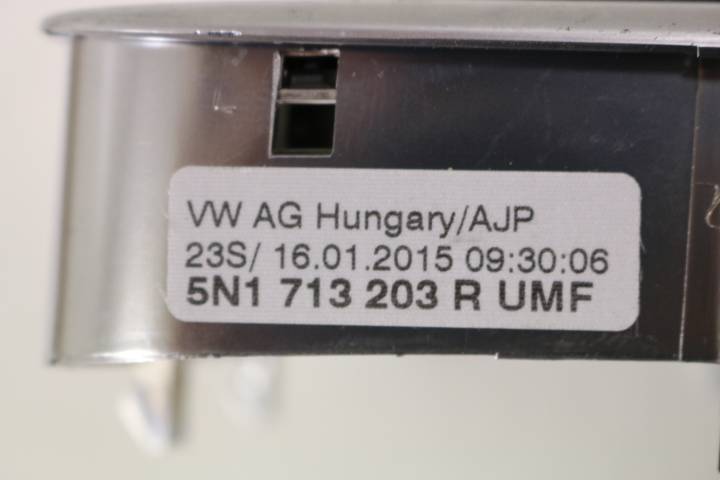 VW AG Hungary/AJP
23S/ 16.01.2015 09:30:06
5N1 713 203 R UMF